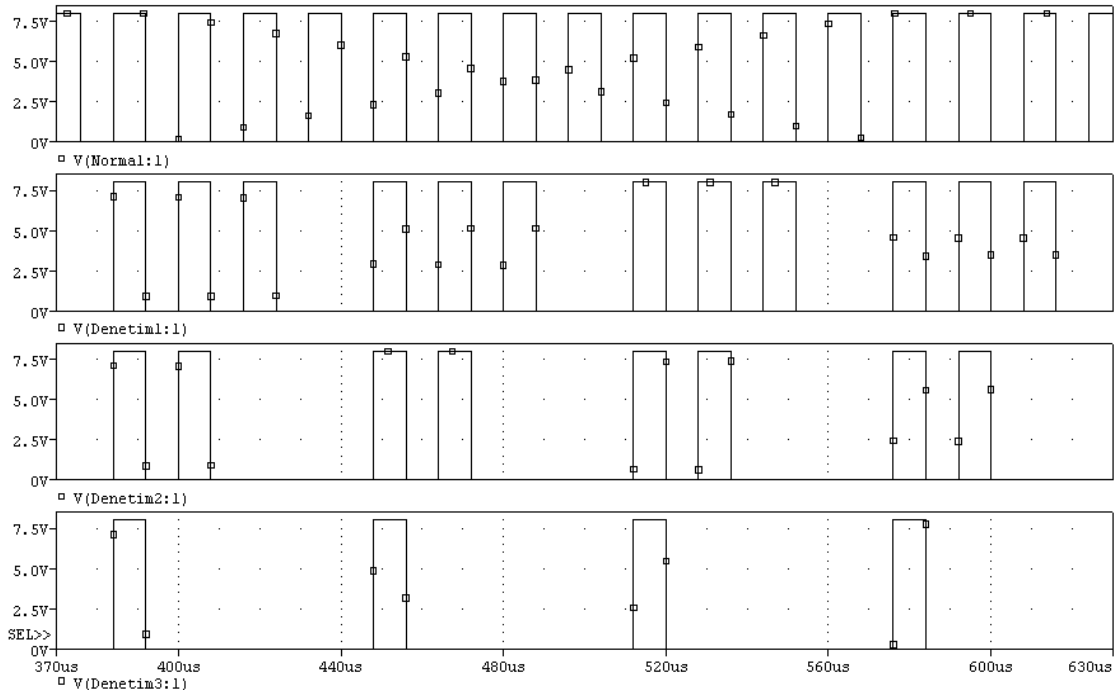 7.5V
5.0V
2.5V
0V
V(Normal:1)
7.5V
5.0V
2.5V
0V
V(Denetim1:1)
7.5V
5.0V
2.5V
0V
V(Denetim2:1)
7.5V
5.0V
2.5V
SEL>>
0V
370us 400us 440us 480us 520us 560us 600us 630us
V(Denetim3:1)